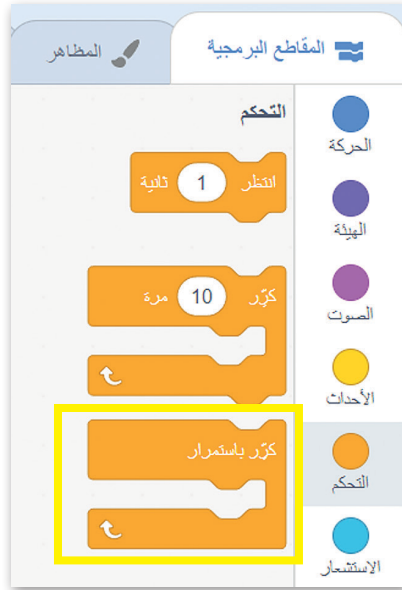 المقاطع البرمجية
المظاهر
التحكم
انتظر 1 ثانية
كرّر 10 مرة
كرّر باستمرار
الحركة
الهيئة
الصوت
الأحداث
التحكم
الاستشعار